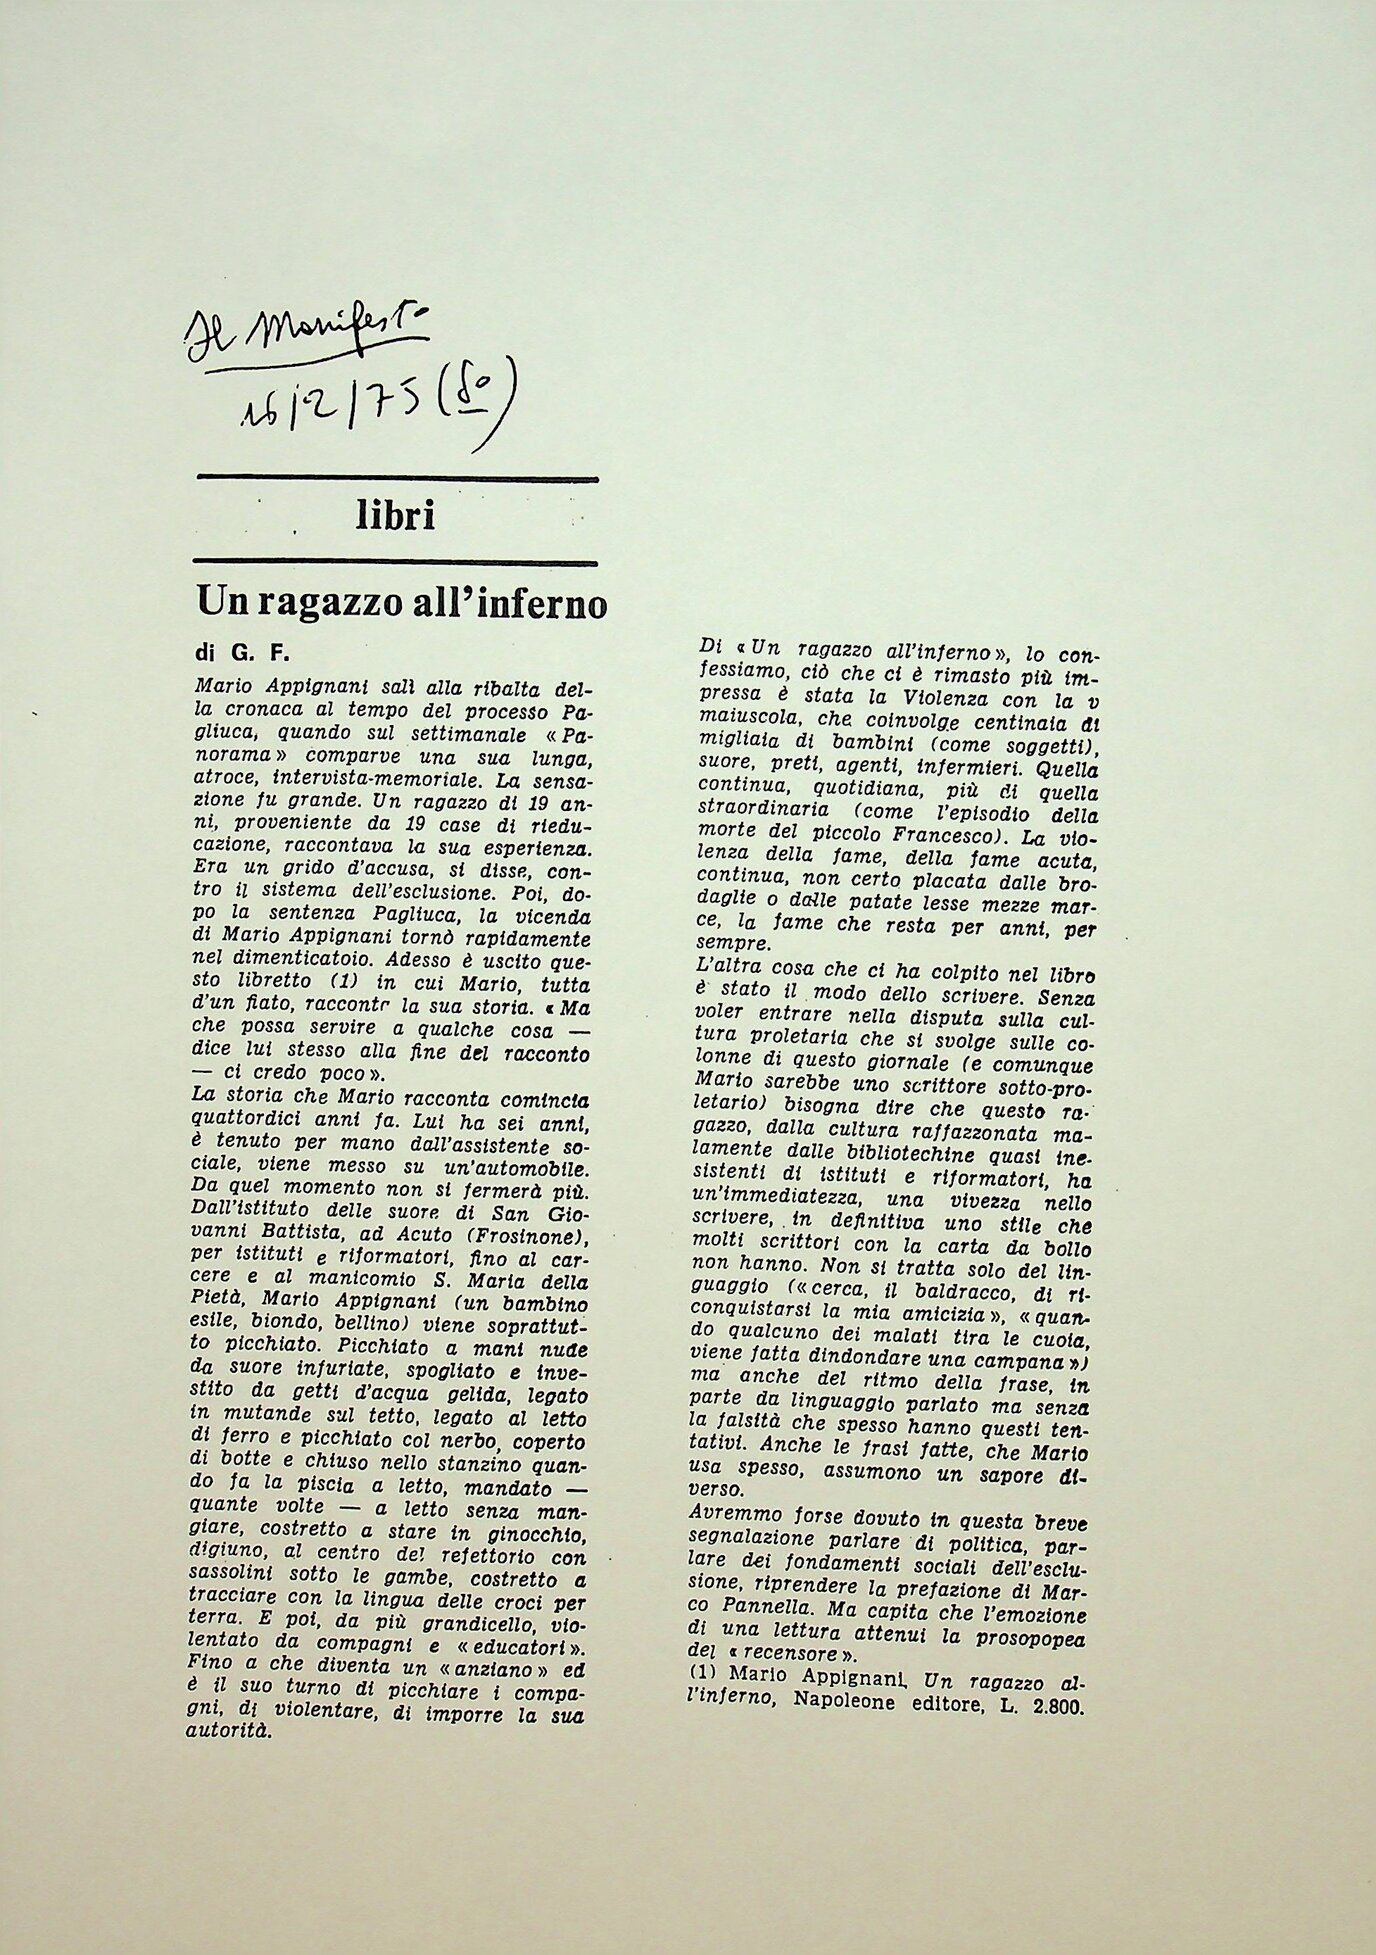 Il Manifesto
16/2/75 (8º)
libri
Un ragazzo all'inferno
di G. F.
Mario Appignani salì alla ribalta del-
la cronaca al tempo del processo Pa-
gliuca, quando sul settimanale « Pa-
norama » comparve una sua lunga,
atroce, intervista-memoriale. La sensa-
zione fu grande. Un ragazzo di 19 an-
ni, proveniente da 19 case di riedu-
cazione, raccontava la sua esperienza.
Era un grido d'accusa, si disse, con-
tro il sistema dell'esclusione. Poi, do-
po la sentenza Pagliuca, la vicenda
di Mario Appignani tornò rapidamente
nel dimenticatoio. Adesso è uscito que-
sto libretto (1) in cui Mario, tutta
d'un fiato, racconta la sua storia. « Ma
che possa servire a qualche cosa —
dice lui stesso alla fine del racconto
— ci credo poco ».
La storia che Mario racconta comincia
quattordici anni fa. Lui ha sei anni,
è tenuto per mano dall'assistente so-
ciale, viene messo su un'automobile.
Da quel momento non si fermerà più.
Dall'istituto delle suore di San Gio-
vanni Battista, ad Acuto (Frosinone),
per istituti e riformatori, fino al car-
cere e al manicomio S. Maria della
Pietà, Mario Appignani (un bambino
esile, biondo, bellino) viene soprattut-
to picchiato. Picchiato a mani nude
da suore infuriate, spogliato e inve-
stito da getti d'acqua gelida, legato
in mutande sul tetto, legato al letto
di ferro e picchiato col nerbo, coperto
di botte e chiuso nello stanzino quan-
do fa la piscia a letto, mandato —
quante volte — a letto senza man-
giare, costretto a stare in ginocchio,
digiuno, al centro del refettorio con
sassolini sotto le gambe, costretto a
tracciare con la lingua delle croci per
terra. E poi, da più grandicello, vio-
lentato da compagni e « educatori ».
Fino a che diventa un « anziano » ed
è il suo turno di picchiare i compa-
gni, di violentare, di imporre la sua
autorità.
Di « Un ragazzo all'inferno », lo con-
fessiamo, ciò che ci è rimasto più im-
pressa è stata la Violenza con la v
maiuscola, che coinvolge centinaia di
migliaia di bambini (come soggetti),
suore, preti, agenti, infermieri. Quella
continua, quotidiana, più di quella
straordinaria (come l'episodio della
morte del piccolo Francesco). La vio-
lenza della fame, della fame acuta,
continua, non certo placata dalle bro-
daglie o dalle patate lesse mezze mar-
ce, la fame che resta per anni, per
sempre.
L'altra cosa che ci ha colpito nel libro
è stato il modo dello scrivere. Senza
voler entrare nella disputa sulla cul-
tura proletaria che si svolge sulle co-
lonne di questo giornale (e comunque
Mario sarebbe uno scrittore sotto-pro-
letario) bisogna dire che questo ra-
gazzo, dalla cultura raffazzonata ma-
lamente dalle bibliotechine quasi ine-
sistenti di istituti e riformatori, ha
un'immediatezza, una vivezza nello
scrivere, in definitiva uno stile che
molti scrittori con la carta da bollo
non hanno. Non si tratta solo del lin-
guaggio (« cerca, il baldracco, di ri-
conquistarsi la mia amicizia », « quan-
do qualcuno dei malati tira le cuoia,
viene fatta dindondare una campana »)
ma anche del ritmo della frase, in
parte da linguaggio parlato ma senza
la falsità che spesso hanno questi ten-
tativi. Anche le frasi fatte, che Mario
usa spesso, assumono un sapore di-
verso.
Avremmo forse dovuto in questa breve
segnalazione parlare di politica, par-
lare dei fondamenti sociali dell'esclu-
sione, riprendere la prefazione di Mar-
co Pannella. Ma capita che l'emozione
di una lettura attenui la prosopopea
del « recensore ».
(1) Mario Appignani, Un ragazzo al-
l'inferno, Napoleone editore, L. 2.800.